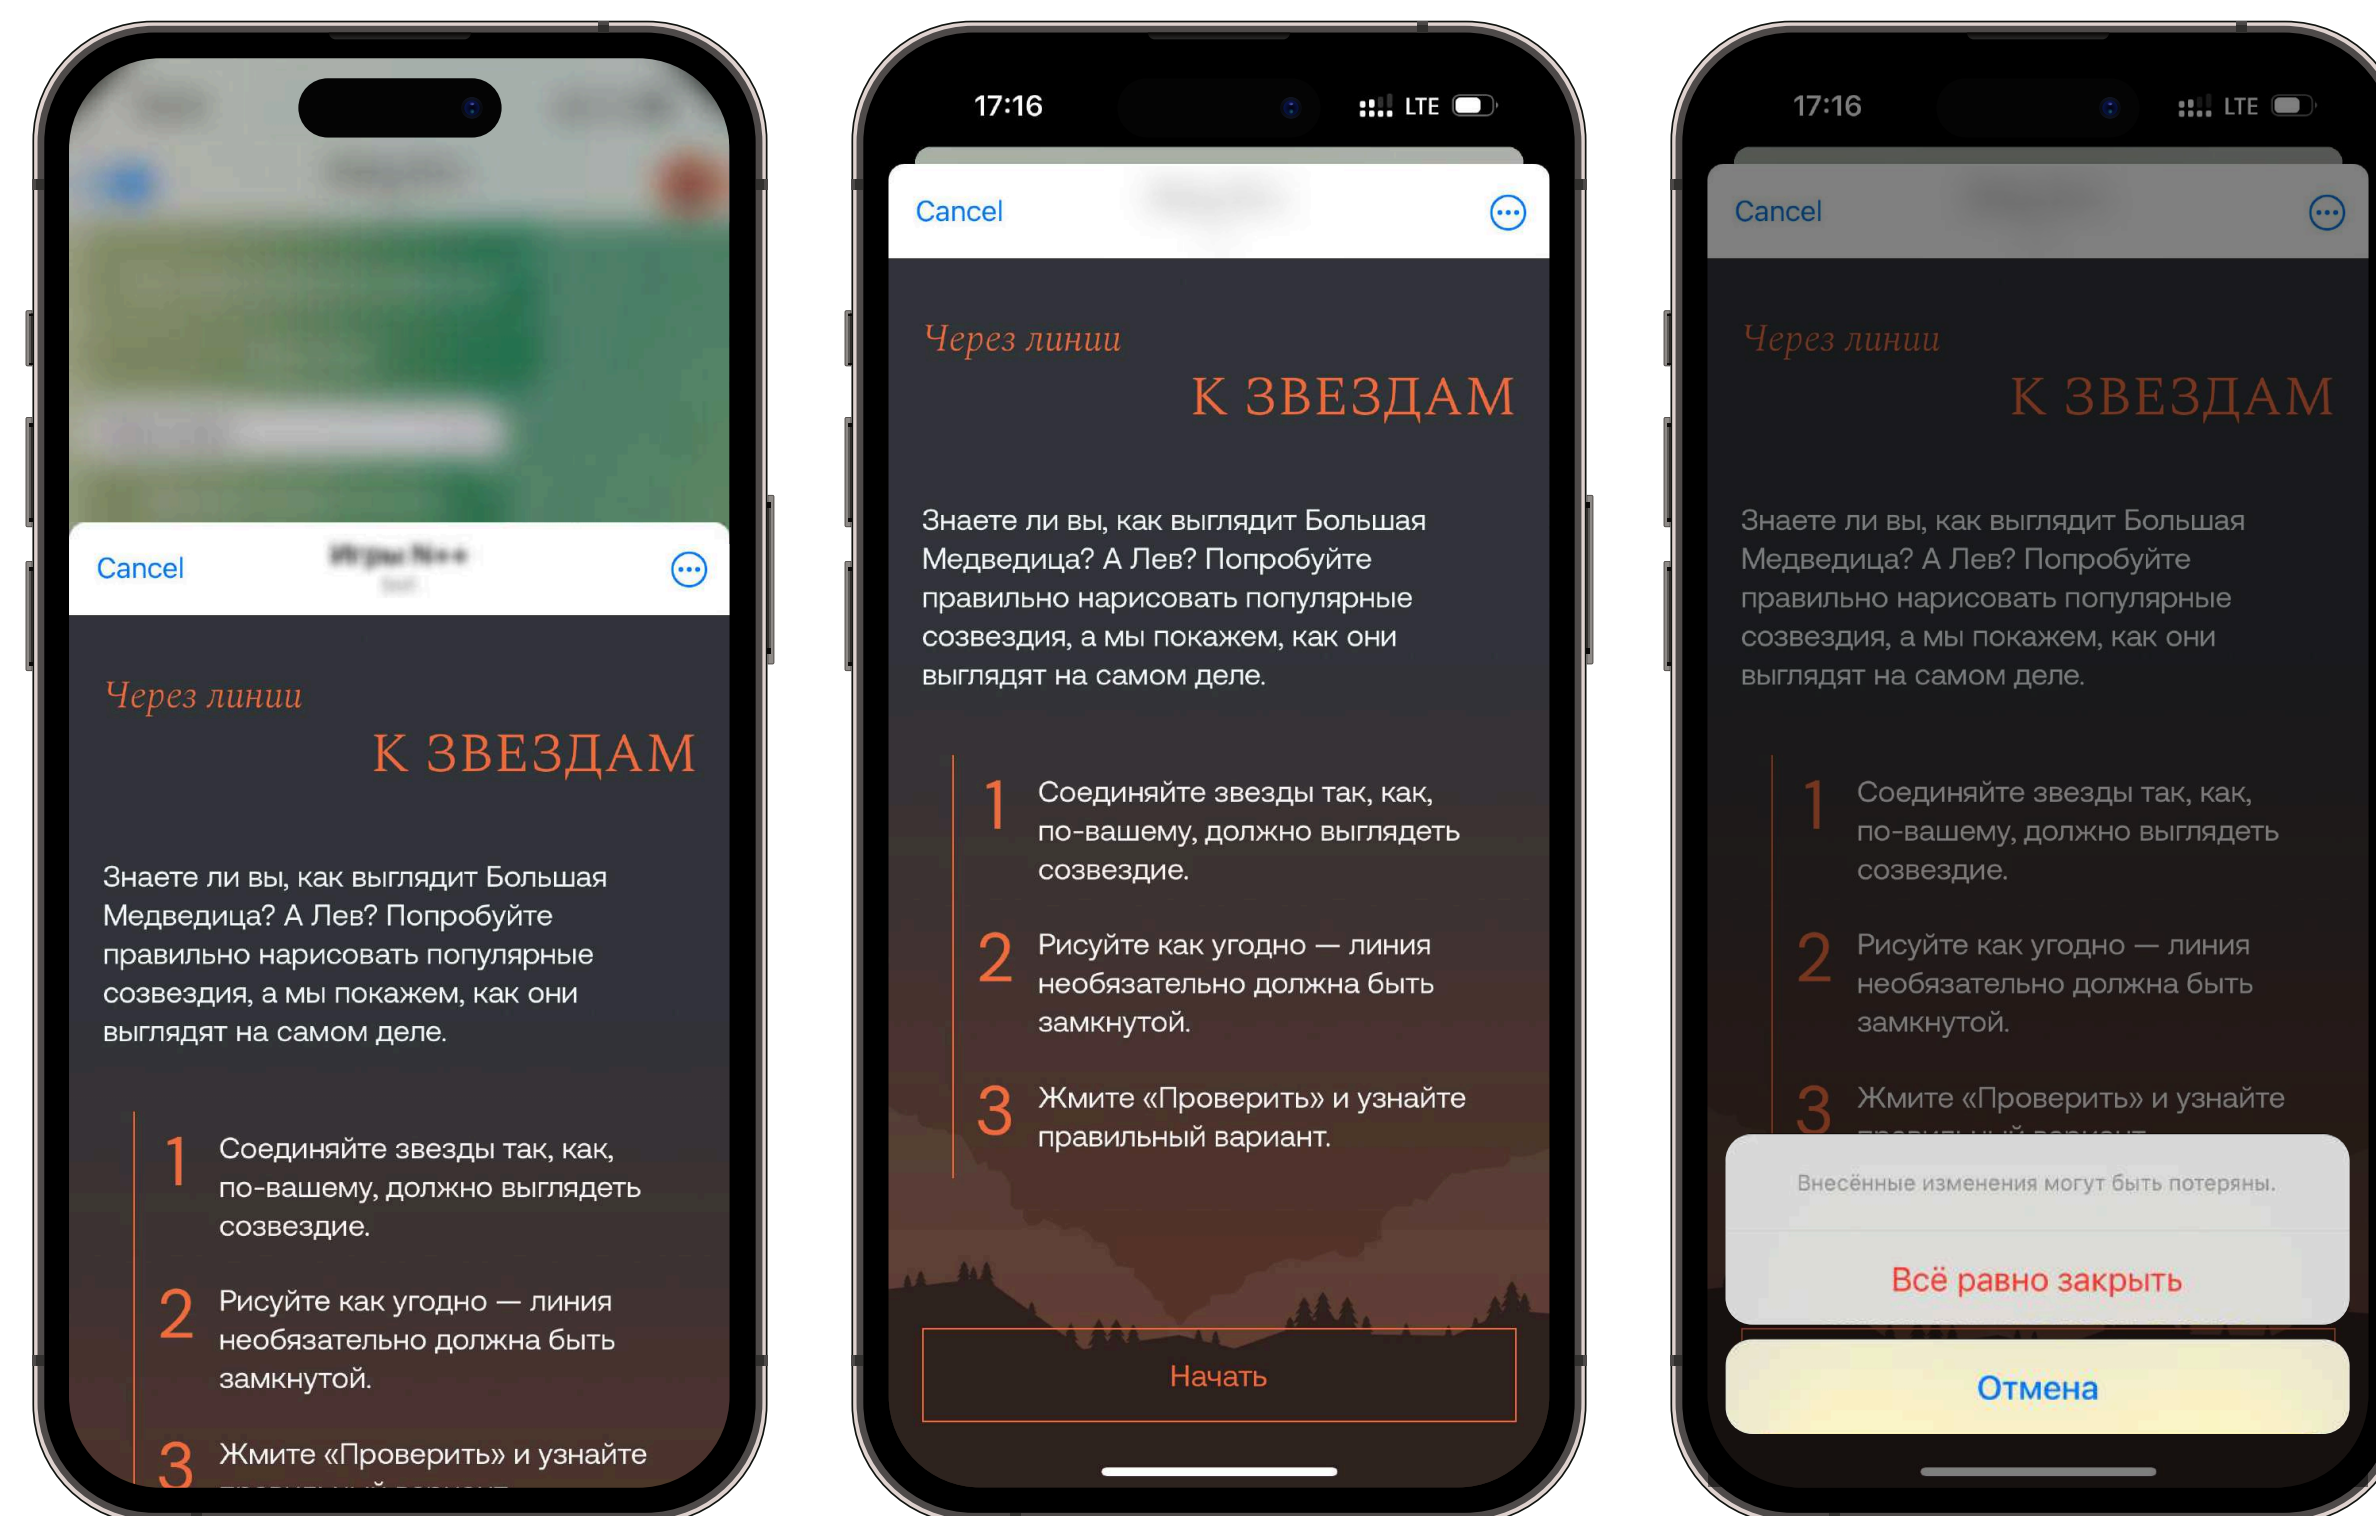 Cancel
Через линии
К ЗВЕЗДАМ
Знаете ли вы, как выглядит Большая
Медведица? А Лев? Попробуйте
правильно нарисовать популярные
созвездия, а мы покажем, как они
выглядят на самом деле.
1 Соединяйте звезды так, как,
по-вашему, должно выглядеть
созвездие.
2 Рисуйте как угодно — линия
необязательно должна быть
замкнутой.
3 Жмите «Проверить» и узнайте
17:16 LTE
Cancel
Через линии
К ЗВЕЗДАМ
Знаете ли вы, как выглядит Большая
Медведица? А Лев? Попробуйте
правильно нарисовать популярные
созвездия, а мы покажем, как они
выглядят на самом деле.
1 Соединяйте звезды так, как,
по-вашему, должно выглядеть
созвездие.
2 Рисуйте как угодно — линия
необязательно должна быть
замкнутой.
3 Жмите «Проверить» и узнайте
правильный вариант.
Начать
17:16 LTE
Cancel
Через линии
К ЗВЕЗДАМ
Знаете ли вы, как выглядит Большая
Медведица? А Лев? Попробуйте
правильно нарисовать популярные
созвездия, а мы покажем, как они
выглядят на самом деле.
1 Соединяйте звезды так, как,
по-вашему, должно выглядеть
созвездие.
2 Рисуйте как угодно — линия
необязательно должна быть
замкнутой.
3 Жмите «Проверить» и узнайте
Внесённые изменения могут быть потеряны.
Всё равно закрыть
Отмена